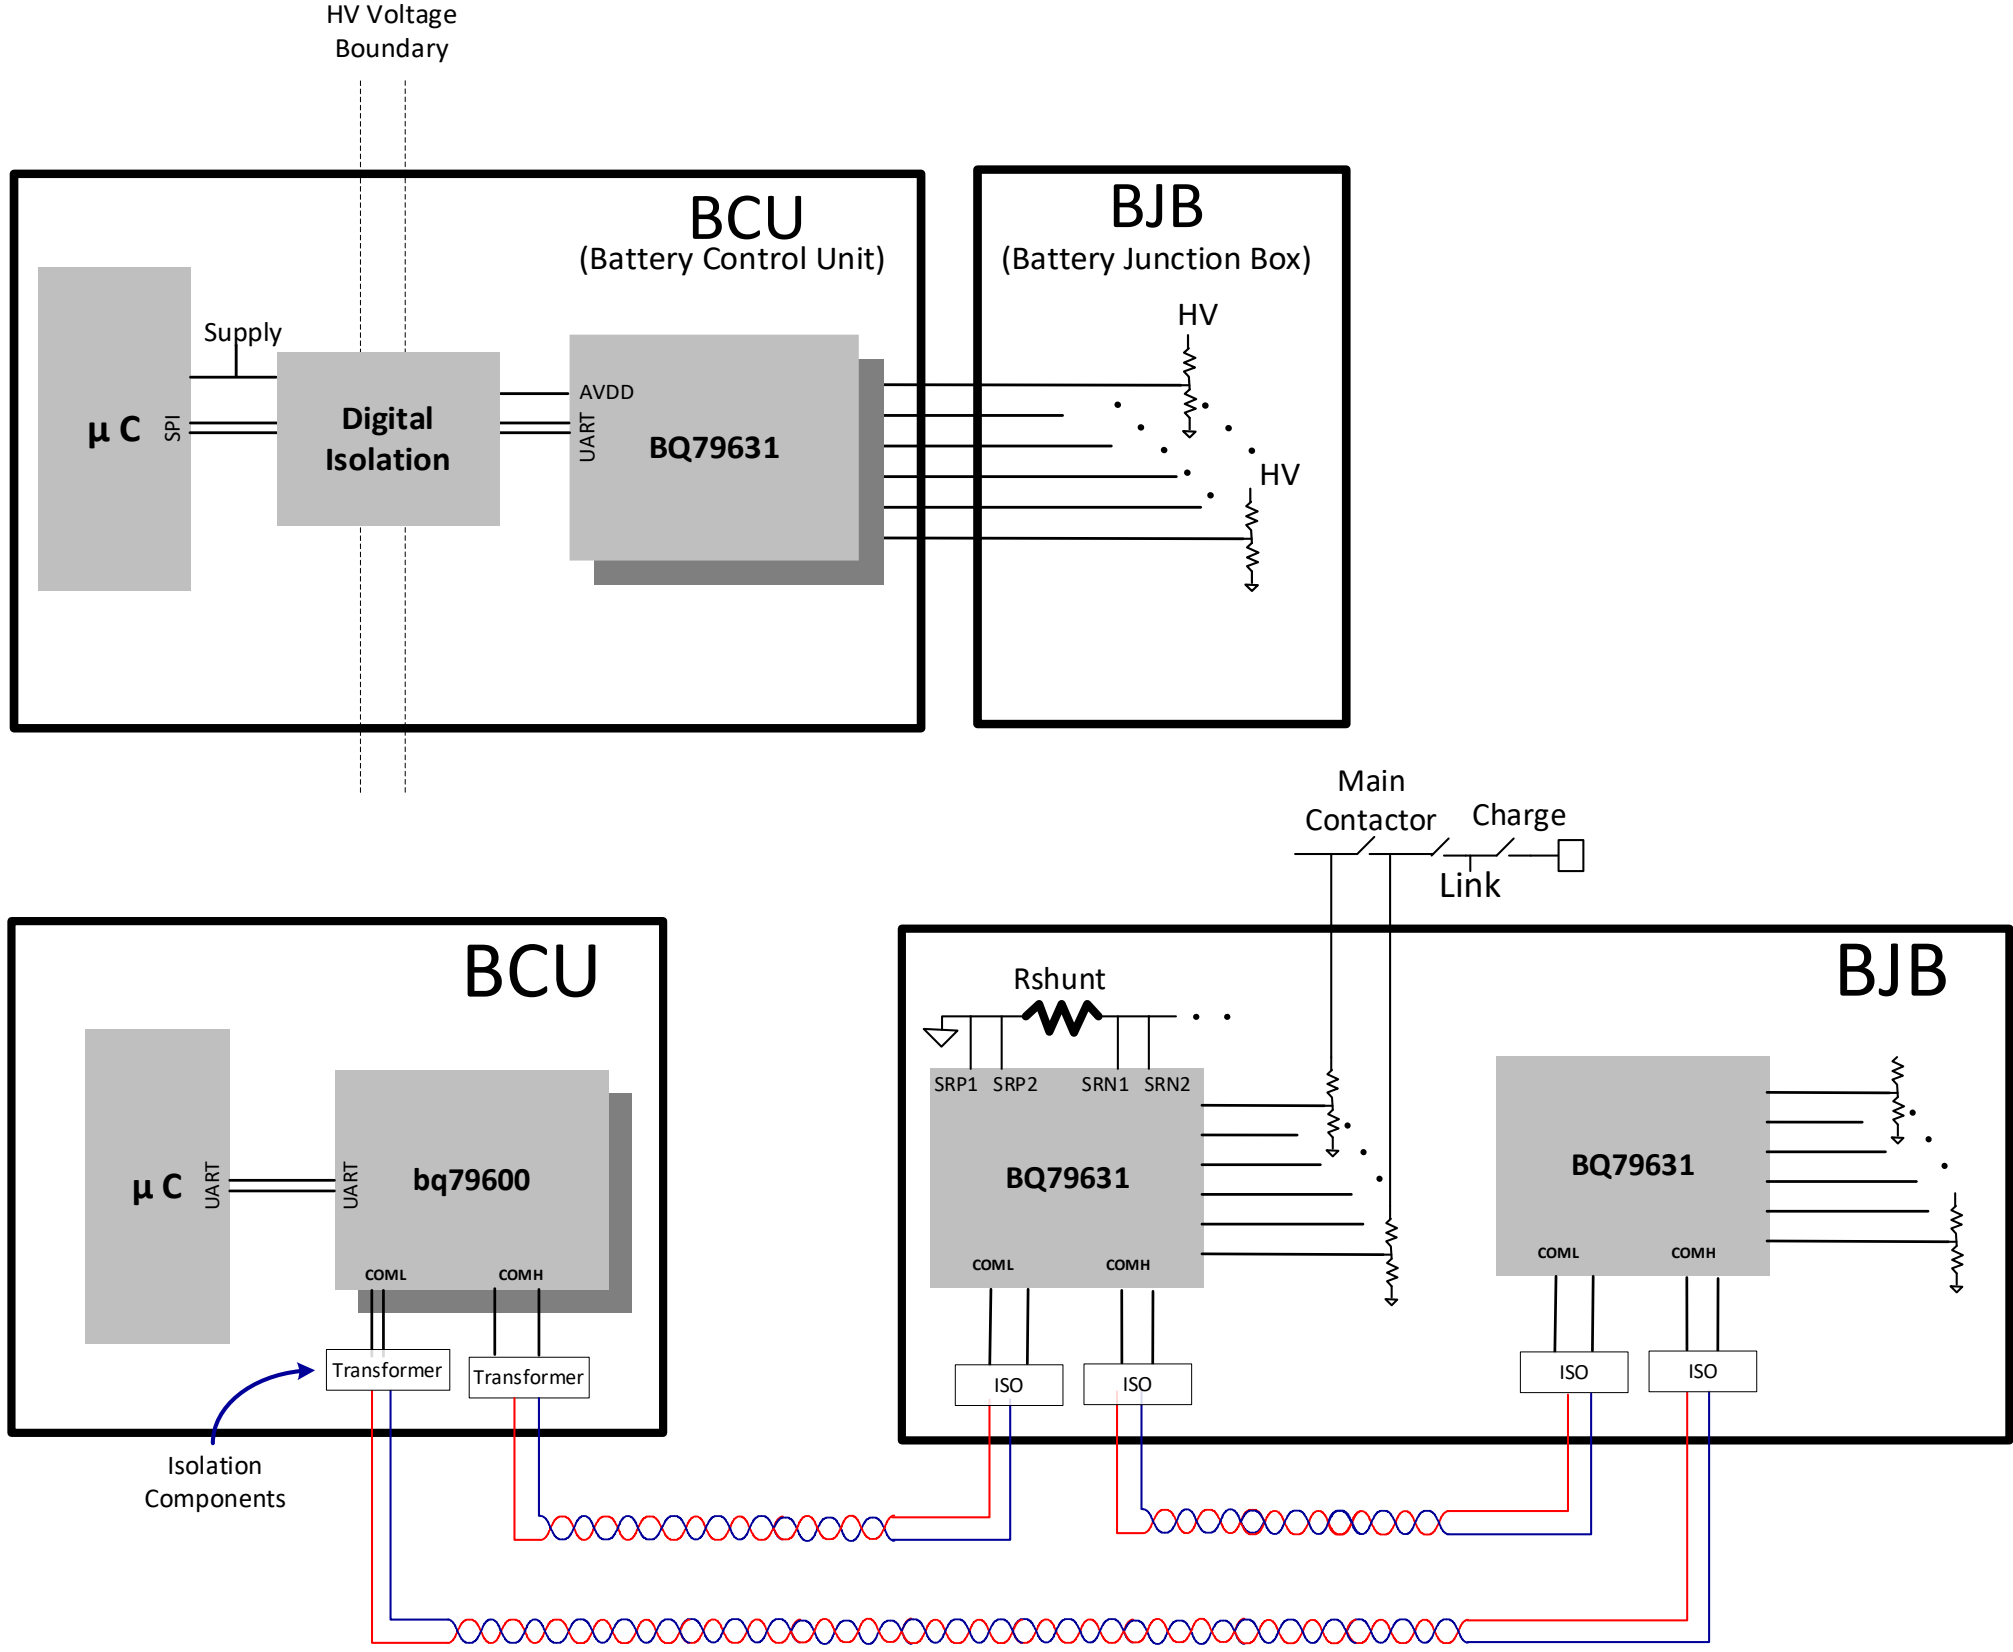 HV Voltage
Boundary
BCU
(Battery Control Unit)
BJB
(Battery Junction Box)
Supply
µ C
SPI
Digital
Isolation
AVDD
UART
BQ79631
HV
HV
Main
Contactor
Charge
Link
BCU
µ C
UART
UART
bq79600
COML
COMH
Transformer
Transformer
Isolation
Components
BJB
Rshunt
SRP1
SRP2
SRN1
SRN2
BQ79631
COML
COMH
ISO
ISO
BQ79631
COML
COMH
ISO
ISO